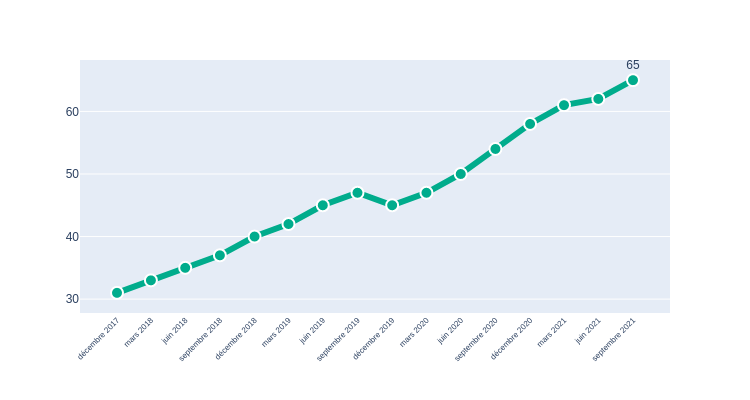 65
60
50
40
30
décembre 2017
mars 2018
juin 2018
septembre 2018
décembre 2018
mars 2019
juin 2019
septembre 2019
décembre 2019
mars 2020
juin 2020
septembre 2020
décembre 2020
mars 2021
juin 2021
septembre 2021